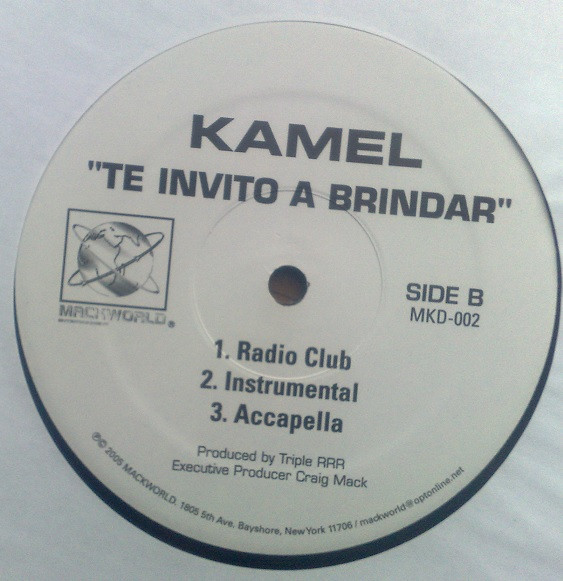 KAMEL
"TE INVITO A BRINDAR"
MACKWORLD®
SIDE B
MKD-002
1. Radio Club
2. Instrumental
3. Accapella
Produced by Triple RRR
Executive Producer Craig Mack
℗© 2005 MACKWORLD. 1805 5th Ave. Bayshore, New York 11706 / mackworld@optonline.net